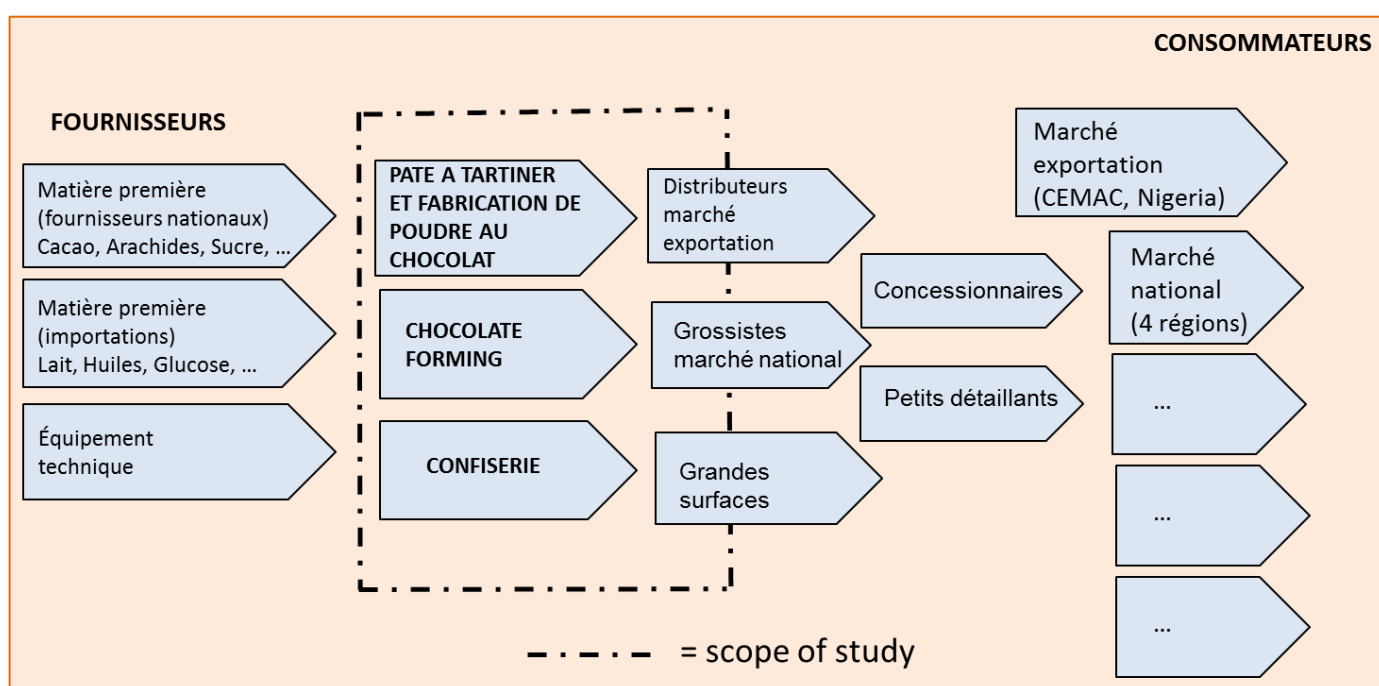 CONSOMMATEURS
FOURNISSEURS
Matière première
(fournisseurs nationaux)
Cacao, Arachides, Sucre, ...
Matière première
(importations)
Lait, Huiles, Glucose, ...
Équipement
technique
PATE A TARTINER
ET FABRICATION DE
POUDRE AU
CHOCOLAT
CHOCOLATE
FORMING
CONFISERIE
Distributeurs
marché
exportation
Grossistes
marché national
Grandes
surfaces
Concessionnaires
Petits détaillants
Marché
exportation
(CEMAC, Nigeria)
Marché
national
(4 régions)
...
...
...
= scope of study